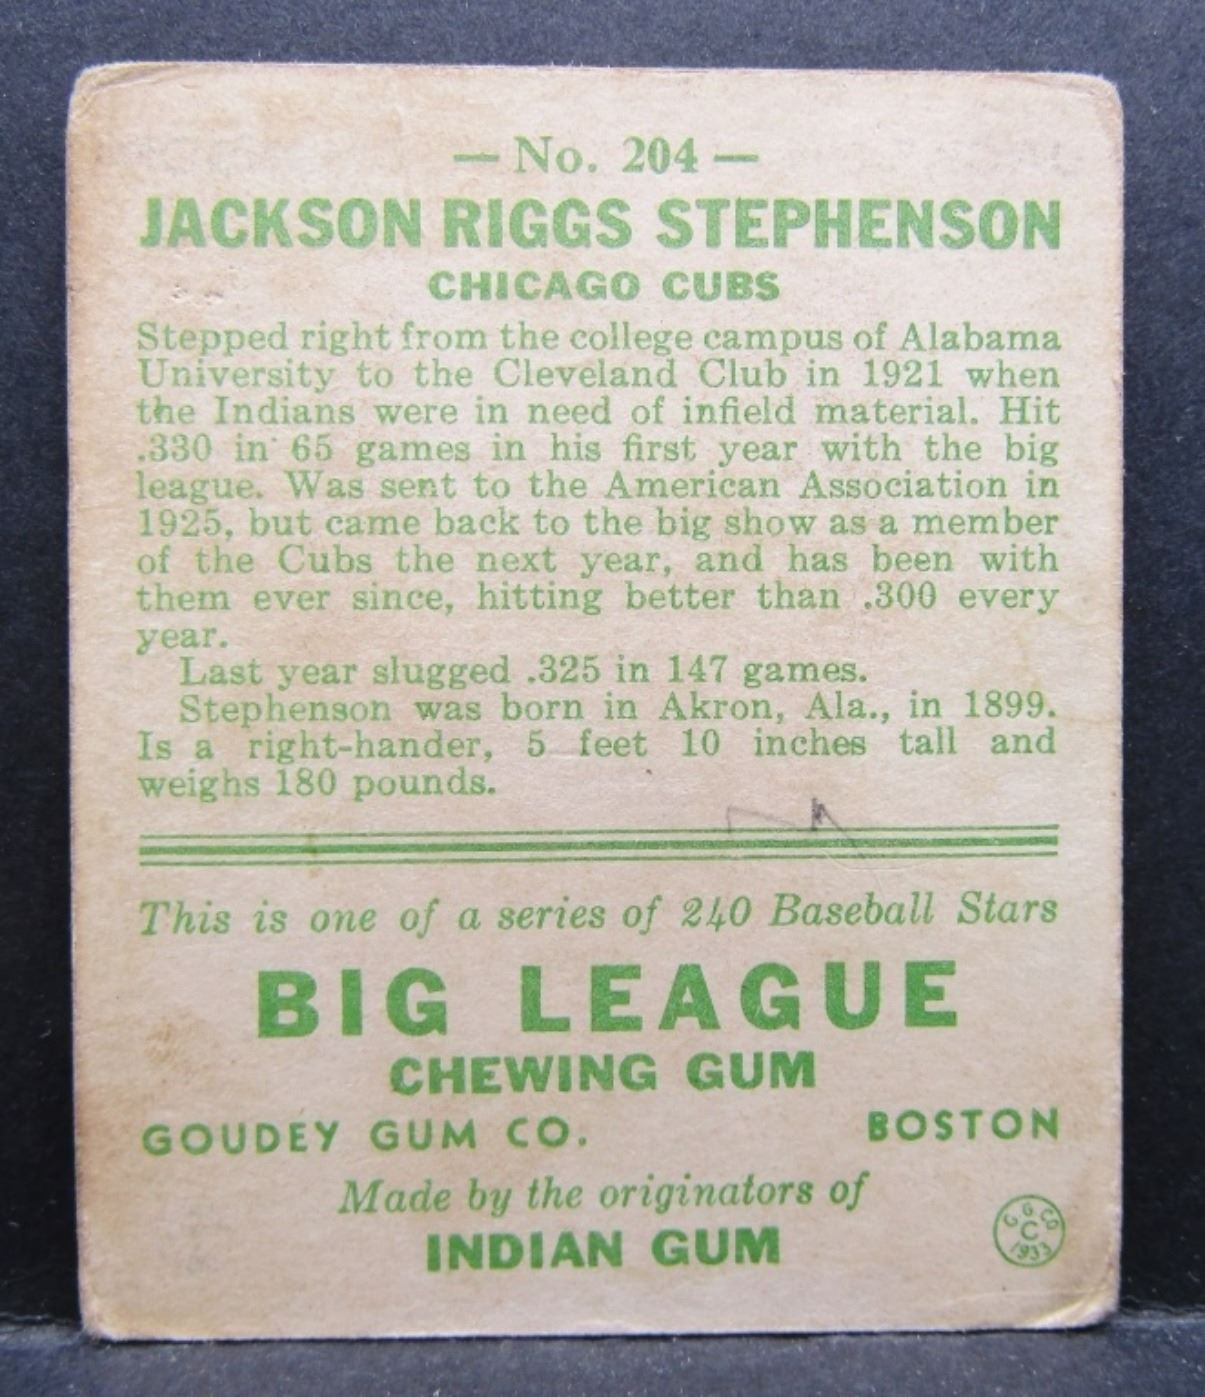 — No. 204 —
JACKSON RIGGS STEPHENSON
CHICAGO CUBS
Stepped right from the college campus of Alabama
University to the Cleveland Club in 1921 when
the Indians were in need of infield material. Hit
.330 in 65 games in his first year with the big
league. Was sent to the American Association in
1925, but came back to the big show as a member
of the Cubs the next year, and has been with
them ever since, hitting better than .300 every
year.
Last year slugged .325 in 147 games.
Stephenson was born in Akron, Ala., in 1899.
Is a right-hander, 5 feet 10 inches tall and
weighs 180 pounds.
This is one of a series of 240 Baseball Stars
BIG LEAGUE
CHEWING GUM
GOUDEY GUM CO. BOSTON
Made by the originators of
INDIAN GUM
G. G. CO
C
1933